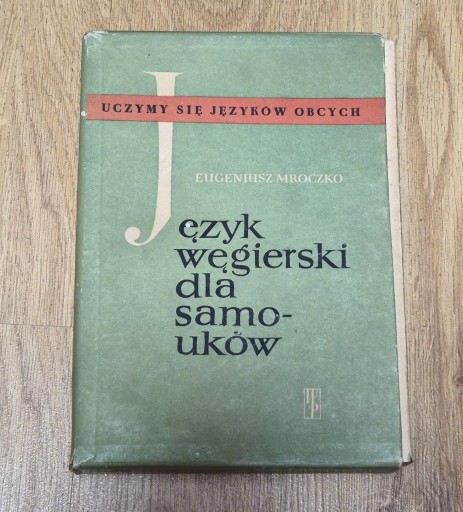 UCZYMY SIĘ JĘZYKÓW OBCYCH
EUGENIUSZ MROCZKO
Język
węgierski
dla
samo-
uków